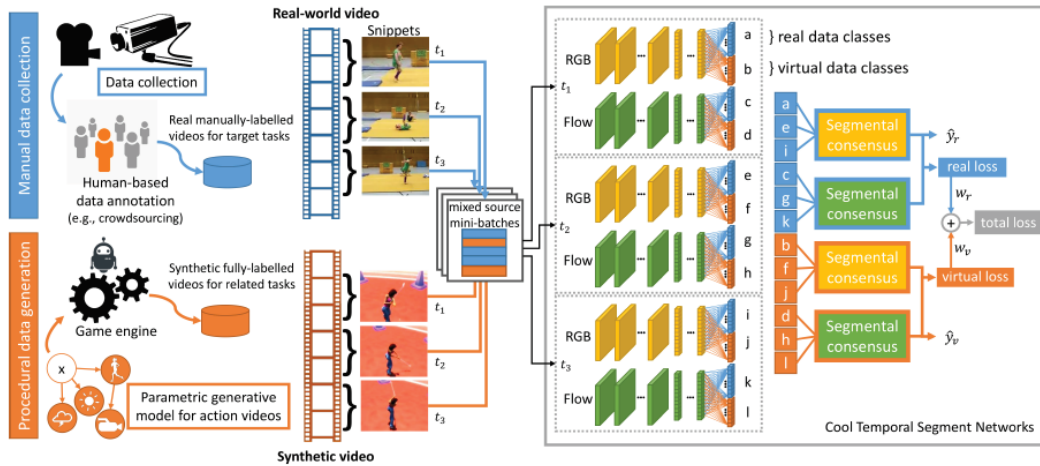 Manual data collection
Data collection
Human-based
data annotation
(e.g., crowdsourcing)
Real manually-labelled
videos for target tasks
Procedural data generation
Game engine
Synthetic fully-labelled
videos for related tasks
x
Parametric generative
model for action videos
Real-world video
Snippets
t1
t2
t3
mixed source
mini-batches
t1
t2
t3
Synthetic video
t1
RGB
a
} real data classes
b
} virtual data classes
Flow
c
d
t2
RGB
e
f
Flow
g
h
t3
RGB
i
j
Flow
k
l
a
e
i
Segmental
consensus
ŷr
c
g
k
Segmental
consensus
real loss
wr
+
total loss
wv
b
f
j
Segmental
consensus
virtual loss
d
h
l
Segmental
consensus
ŷv
Cool Temporal Segment Networks